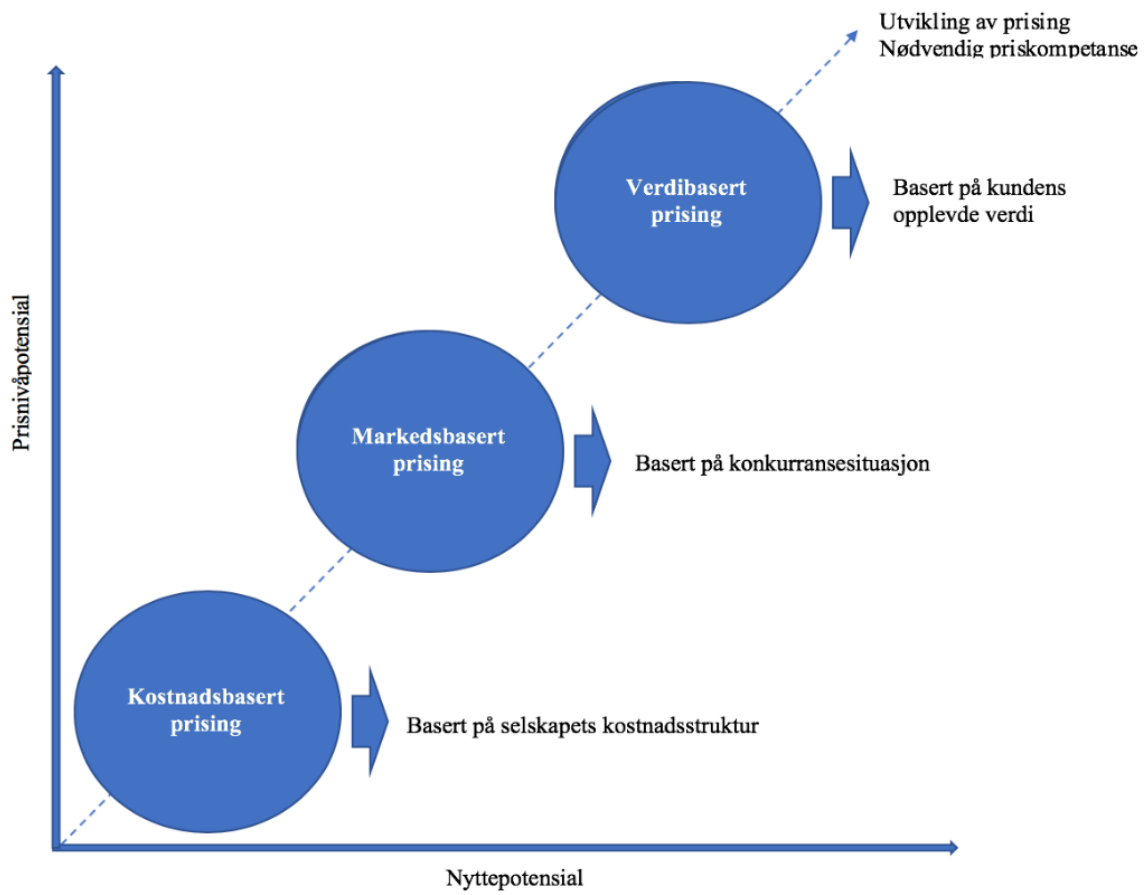 Utvikling av prising
Nødvendig priskompetanse
Verdibasert
prising
Basert på kundens
opplevde verdi
Prisnivåpotensial
Markedsbasert
prising
Basert på konkurransesituasjon
Kostnadsbasert
prising
Basert på selskapets kostnadsstruktur
Nyttepotensial